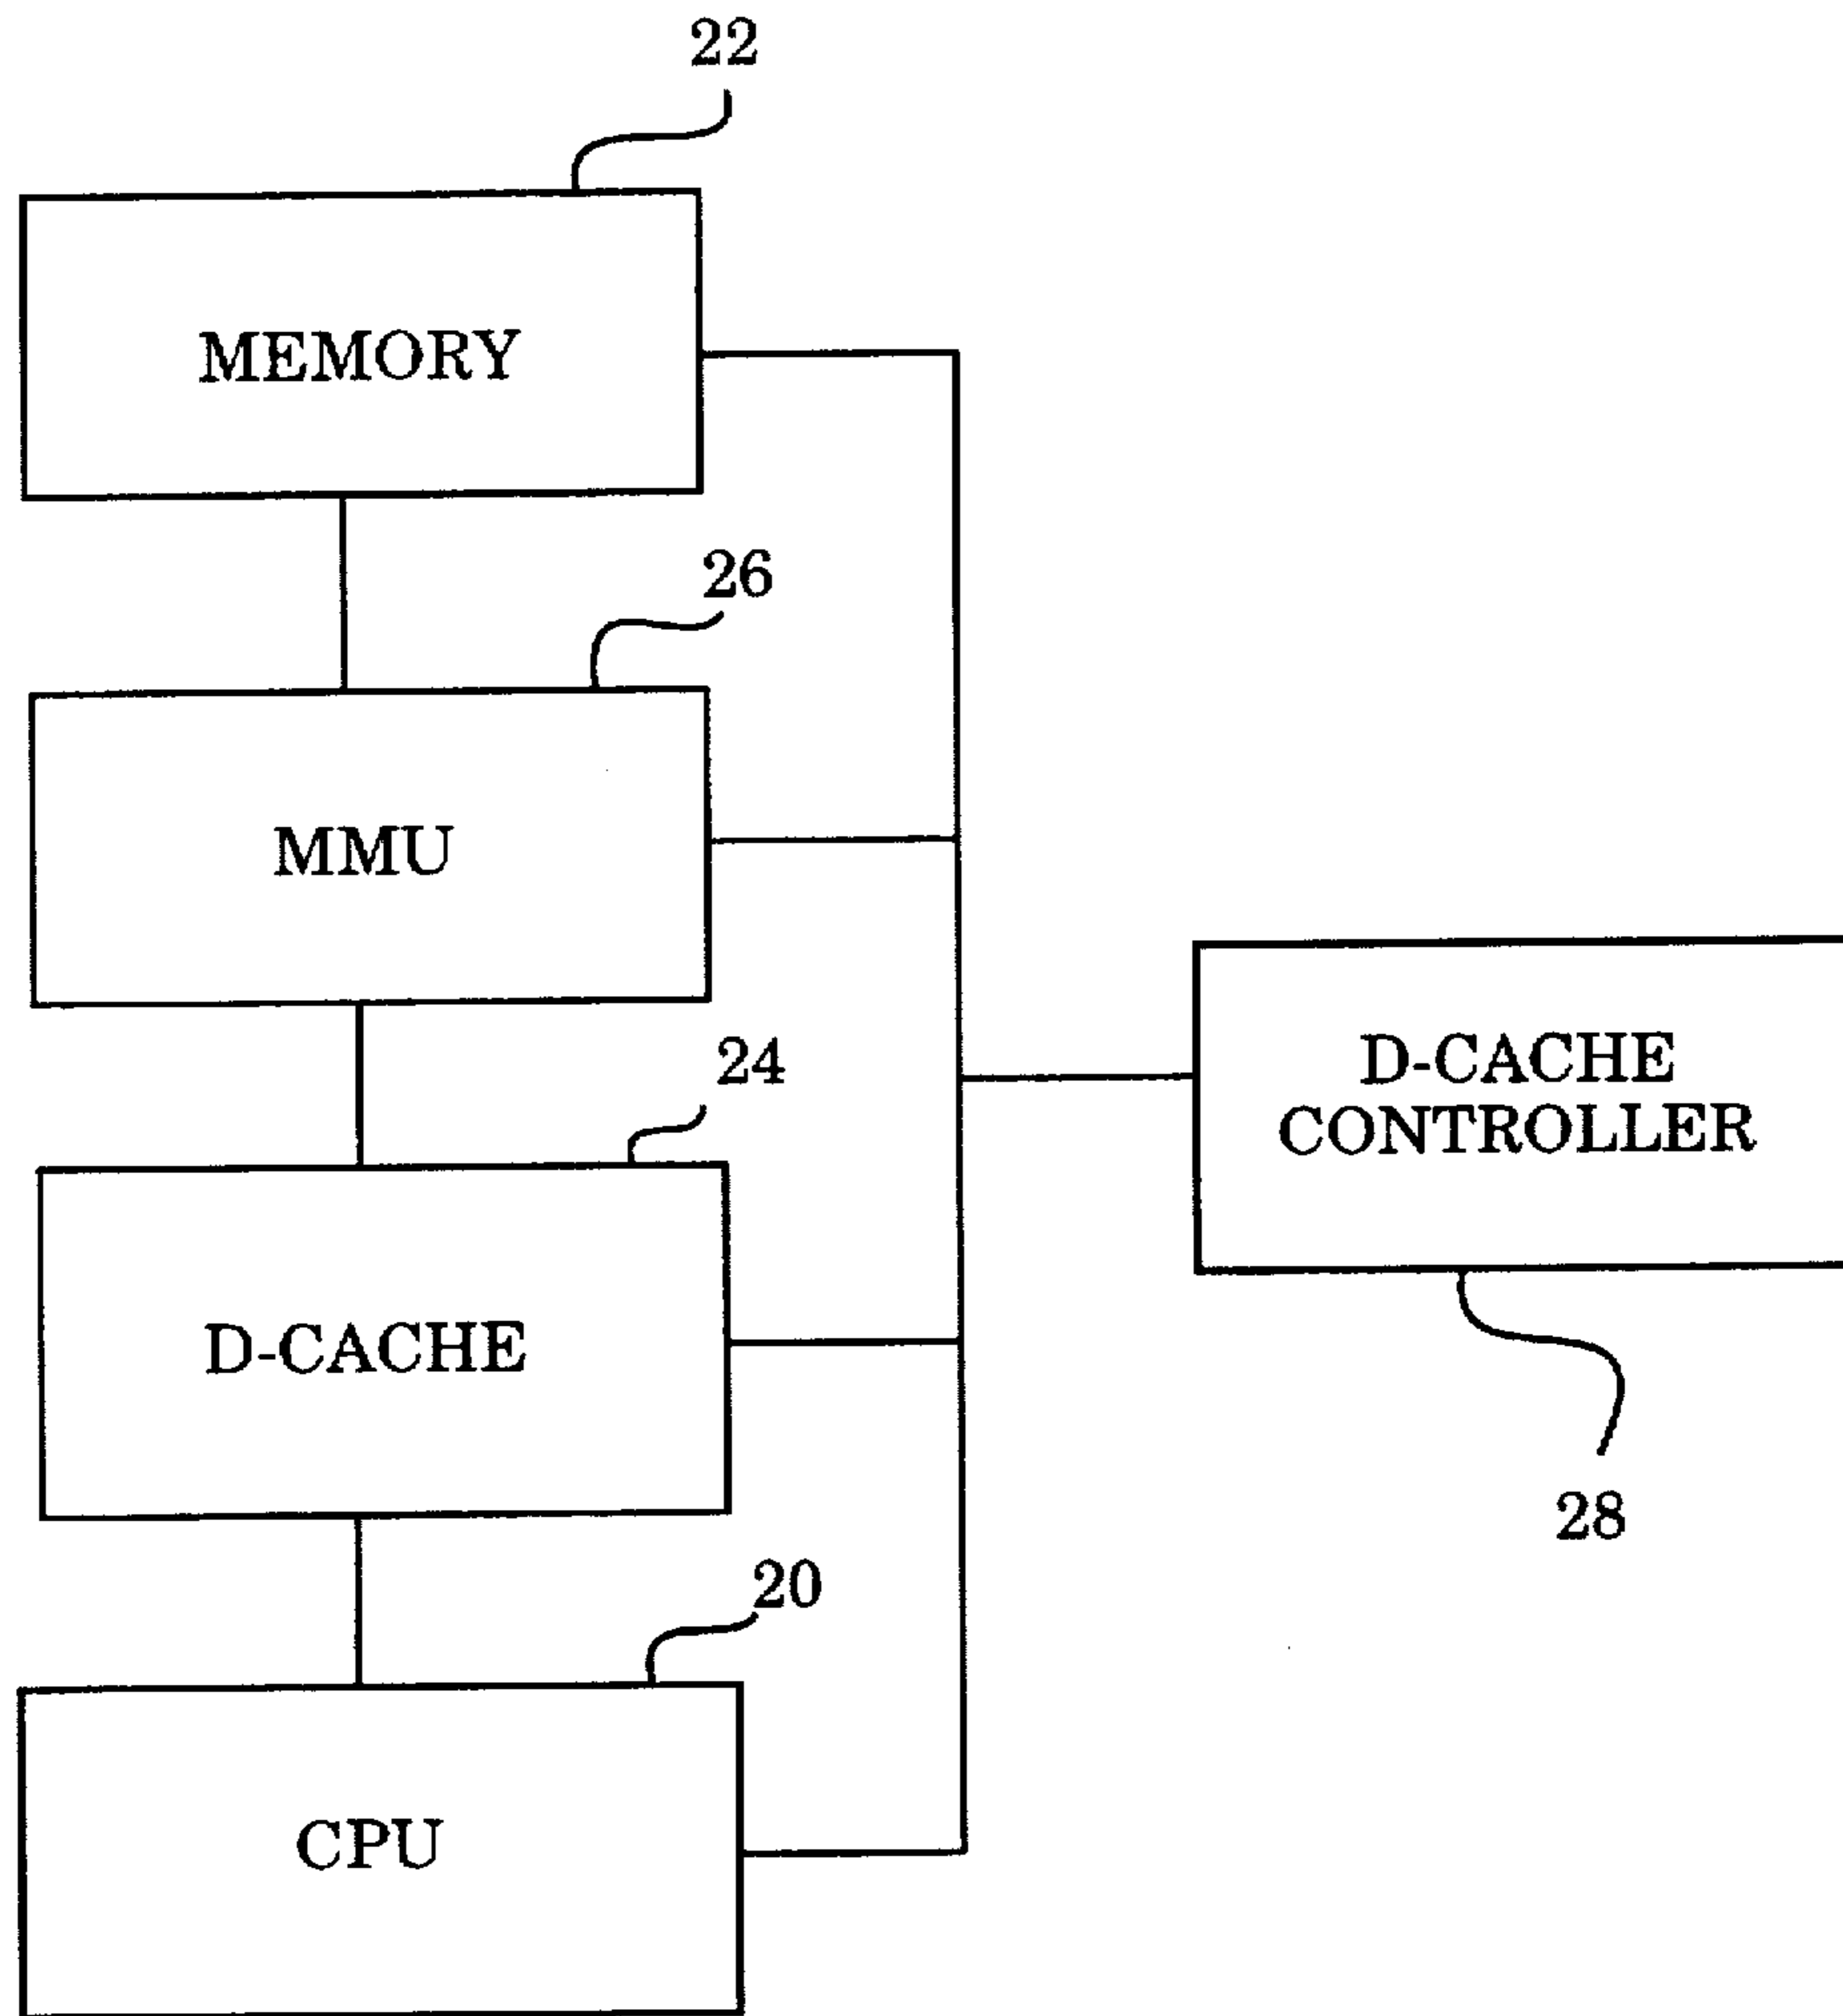 22
MEMORY
26
MMU
24
D-CACHE
CONTROLLER
D-CACHE
28
20
CPU